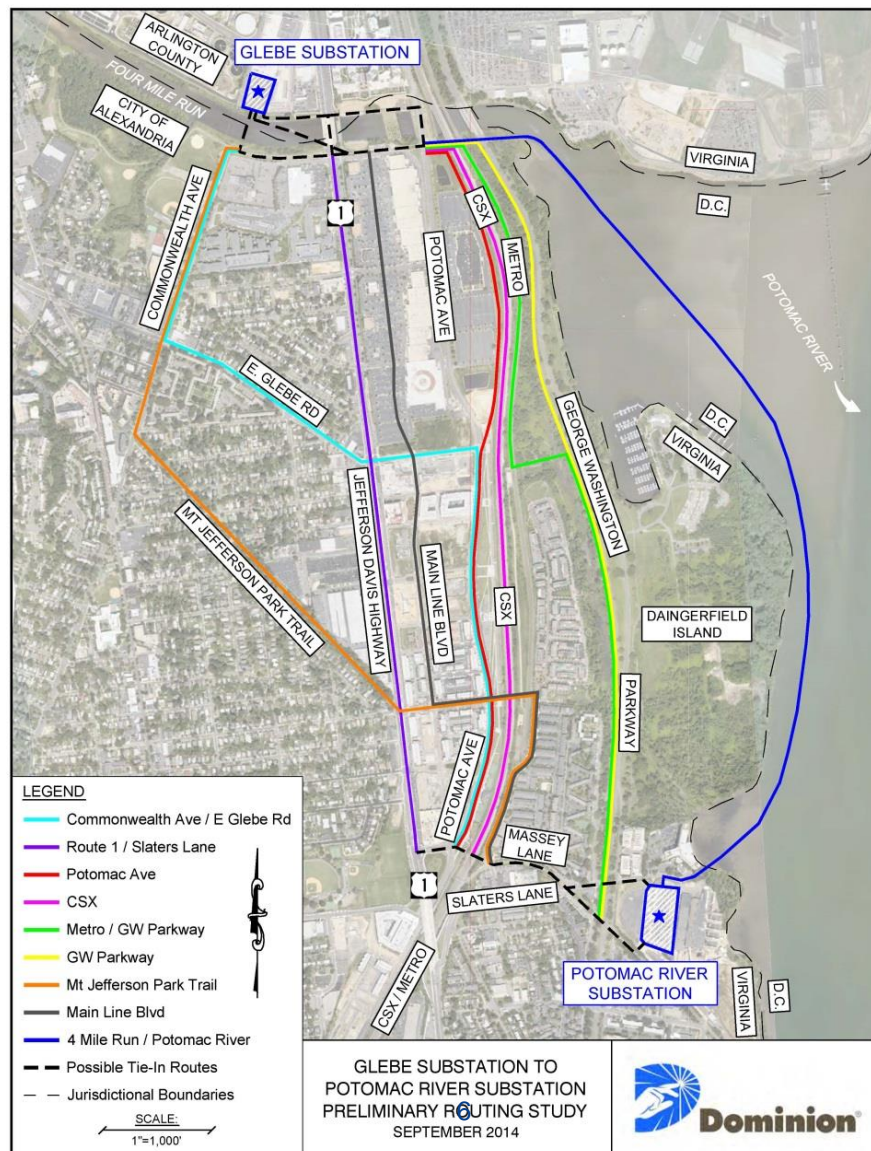 ARLINGTON
COUNTY
GLEBE SUBSTATION
FOUR MILE RUN
CITY OF
ALEXANDRIA
VIRGINIA
D.C.
1
CSX
COMMONWEALTH AVE
POTOMAC AVE
METRO
POTOMAC
RIVER
E. GLEBE RD
D.C.
VIRGINIA
GEORGE WASHINGTON
JEFFERSON DAVIS HIGHWAY
MT JEFFERSON PARK TRAIL
MAIN LINE BLVD
CSX
DAINGERFIELD
ISLAND
PARKWAY
POTOMAC AVE
MASSEY
LANE
1
SLATERS LANE
CSX / METRO
POTOMAC RIVER
SUBSTATION
VIRGINIA
D.C.
LEGEND
Commonwealth Ave / E Glebe Rd
Route 1 / Slaters Lane
Potomac Ave
CSX
Metro / GW Parkway
GW Parkway
Mt Jefferson Park Trail
Main Line Blvd
4 Mile Run / Potomac River
Possible Tie-In Routes
Jurisdictional Boundaries
SCALE:
1"=1,000'
GLEBE SUBSTATION TO
POTOMAC RIVER SUBSTATION
PRELIMINARY ROUTING STUDY
6
SEPTEMBER 2014
Dominion®